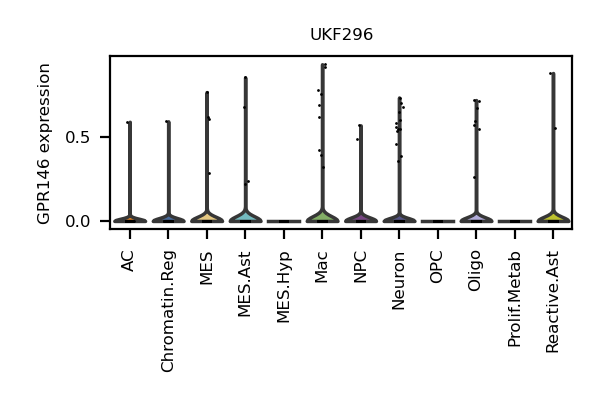 UKF296
GPR146 expression
0.5
0.0
AC
Chromatin.Reg
MES
MES.Ast
MES.Hyp
Mac
NPC
Neuron
OPC
Oligo
Prolif.Metab
Reactive.Ast